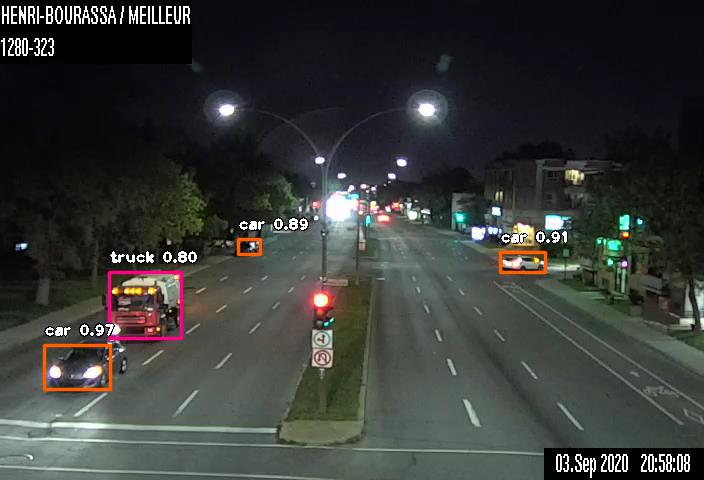 HENRI-BOURASSA / MEILLEUR
1280-323
car 0.89
car 0.91
truck 0.80
car 0.97
03.Sep 2020 20:58:08